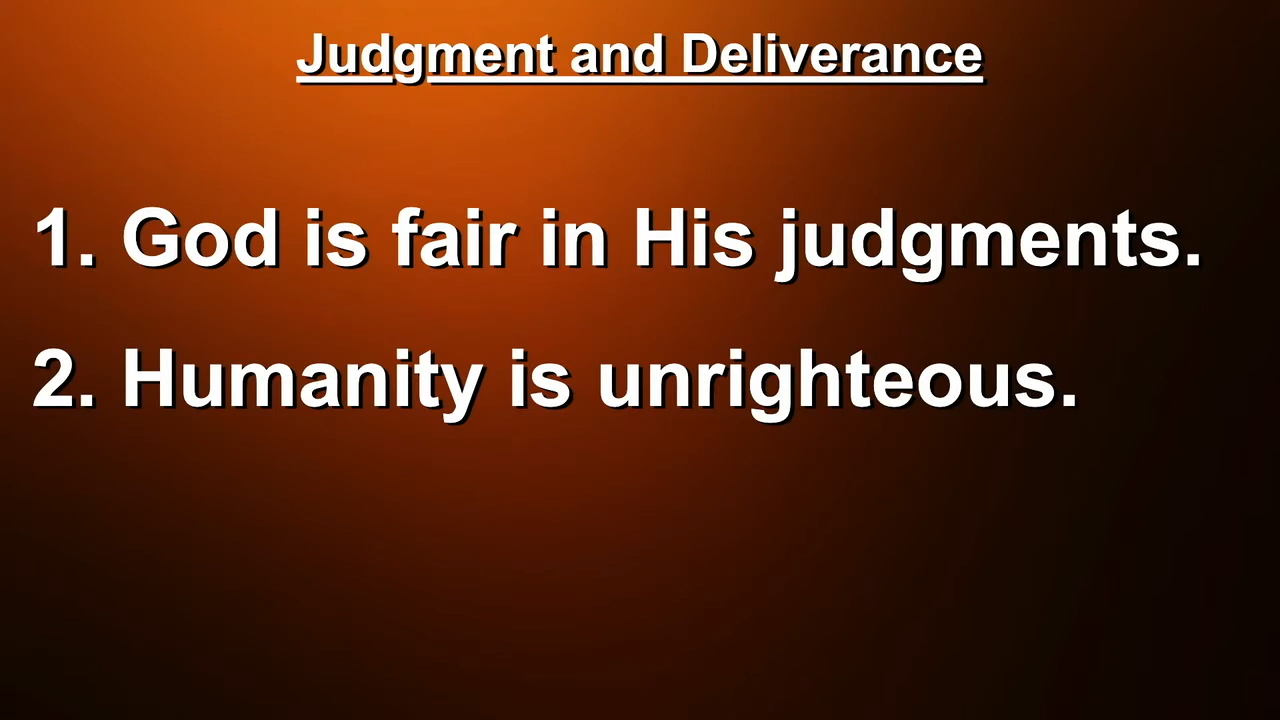 Judgment and Deliverance
1. God is fair in His judgments.
2. Humanity is unrighteous.